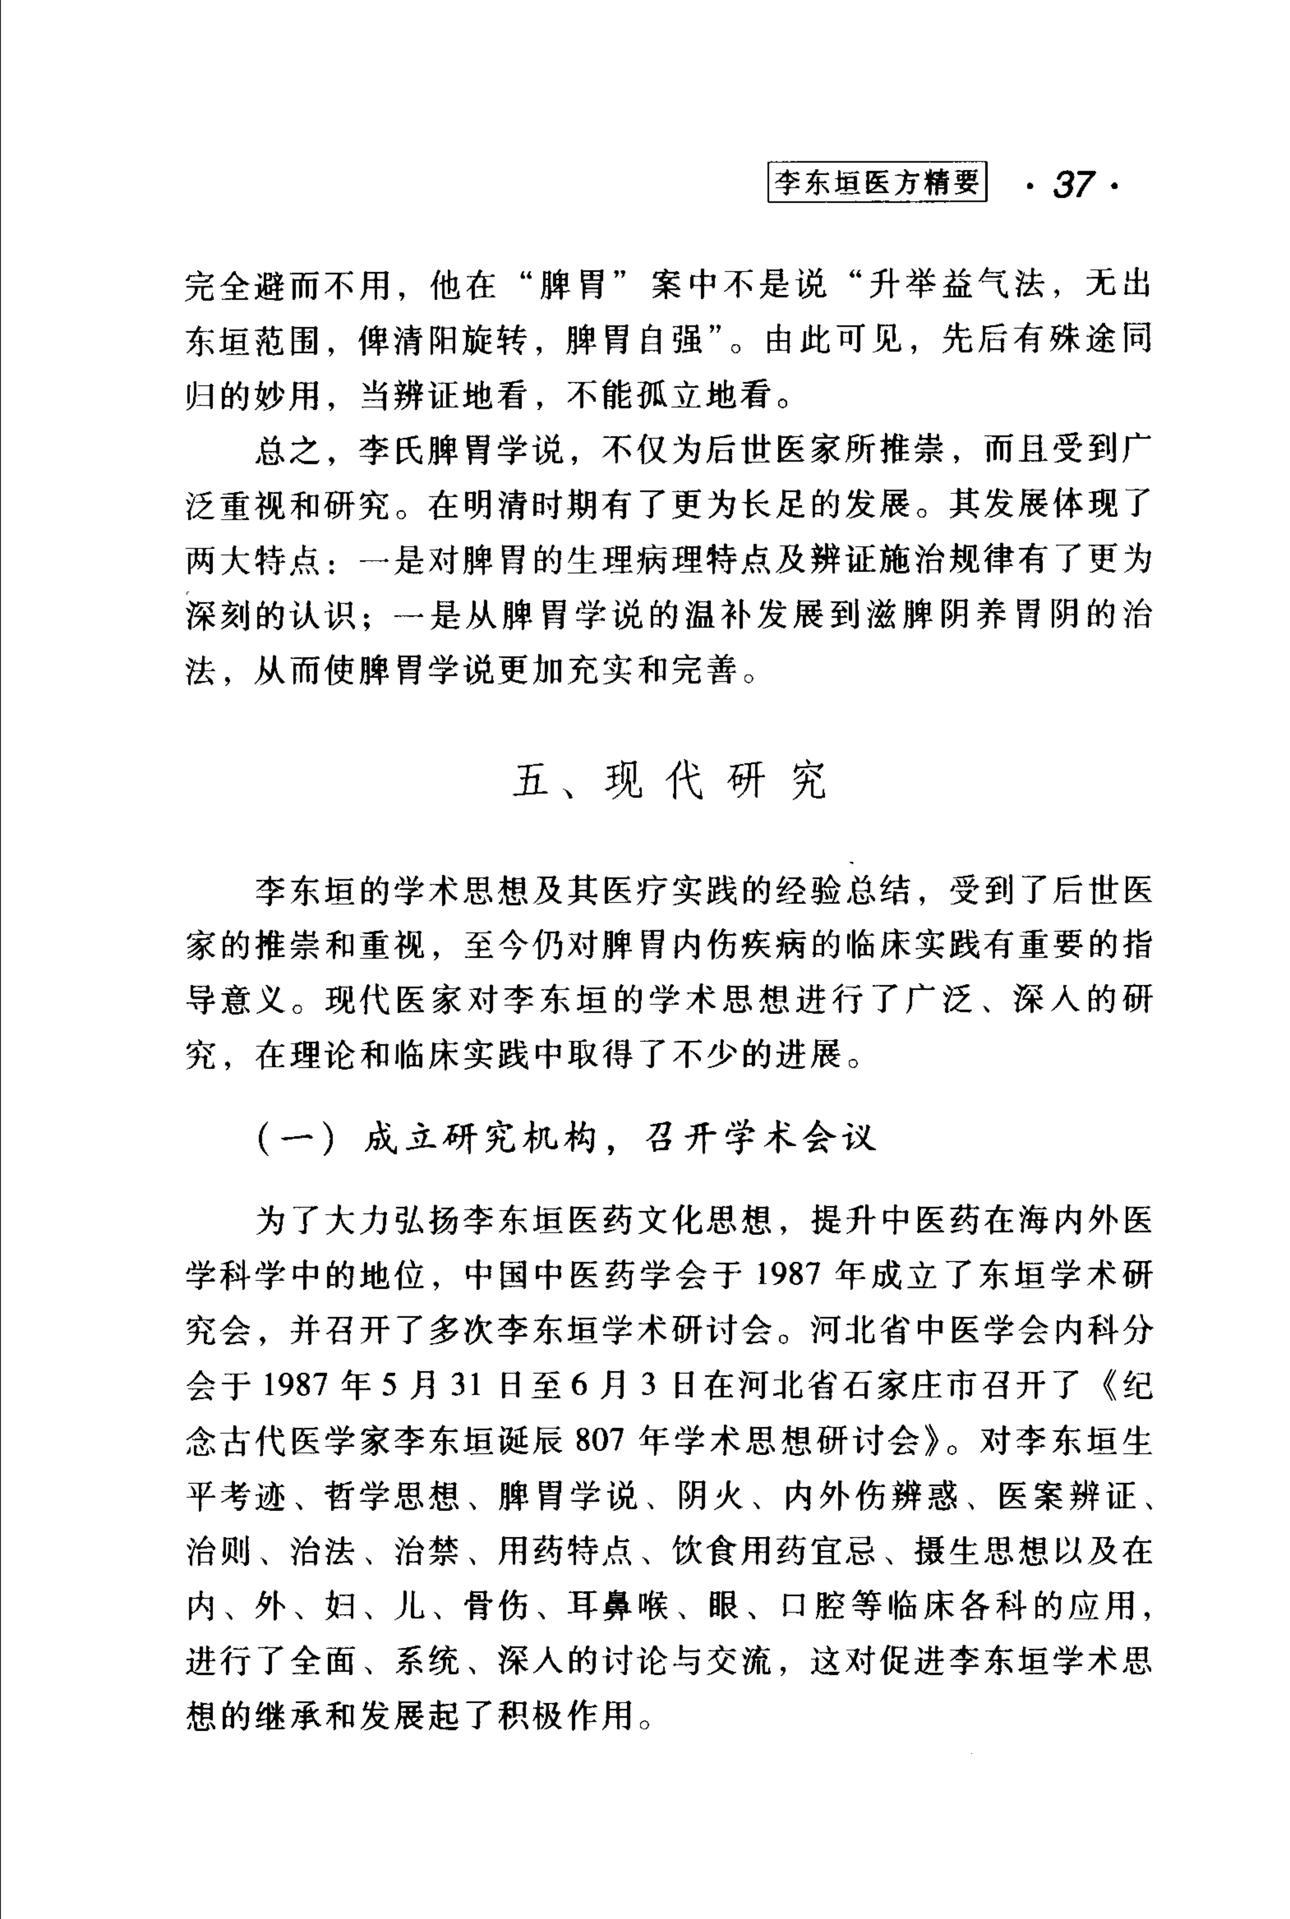 李东垣医方精要 ·37·
完全避而不用，他在“脾胃”案中不是说“升举益气法，无出
东垣范围，俾清阳旋转，脾胃自强”。由此可见，先后有殊途同
归的妙用，当辨证地看，不能孤立地看。
总之，李氏脾胃学说，不仅为后世医家所推崇，而且受到广
泛重视和研究。在明清时期有了更为长足的发展。其发展体现了
两大特点：一是对脾胃的生理病理特点及辨证施治规律有了更为
深刻的认识；一是从脾胃学说的温补发展到滋脾阴养胃阴的治
法，从而使脾胃学说更加充实和完善。
五、现代研究
李东垣的学术思想及其医疗实践的经验总结，受到了后世医
家的推崇和重视，至今仍对脾胃内伤疾病的临床实践有重要的指
导意义。现代医家对李东垣的学术思想进行了广泛、深入的研
究，在理论和临床实践中取得了不少的进展。
（一）成立研究机构，召开学术会议
为了大力弘扬李东垣医药文化思想，提升中医药在海内外医
学科学中的地位，中国中医药学会于1987年成立了东垣学术研
究会，并召开了多次李东垣学术研讨会。河北省中医学会内科分
会于1987年5月31日至6月3日在河北省石家庄市召开了《纪
念古代医学家李东垣诞辰807年学术思想研讨会》。对李东垣生
平考迹、哲学思想、脾胃学说、阴火、内外伤辨惑、医案辨证、
治则、治法、治禁、用药特点、饮食用药宜忌、摄生思想以及在
内、外、妇、儿、骨伤、耳鼻喉、眼、口腔等临床各科的应用，
进行了全面、系统、深入的讨论与交流，这对促进李东垣学术思
想的继承和发展起了积极作用。